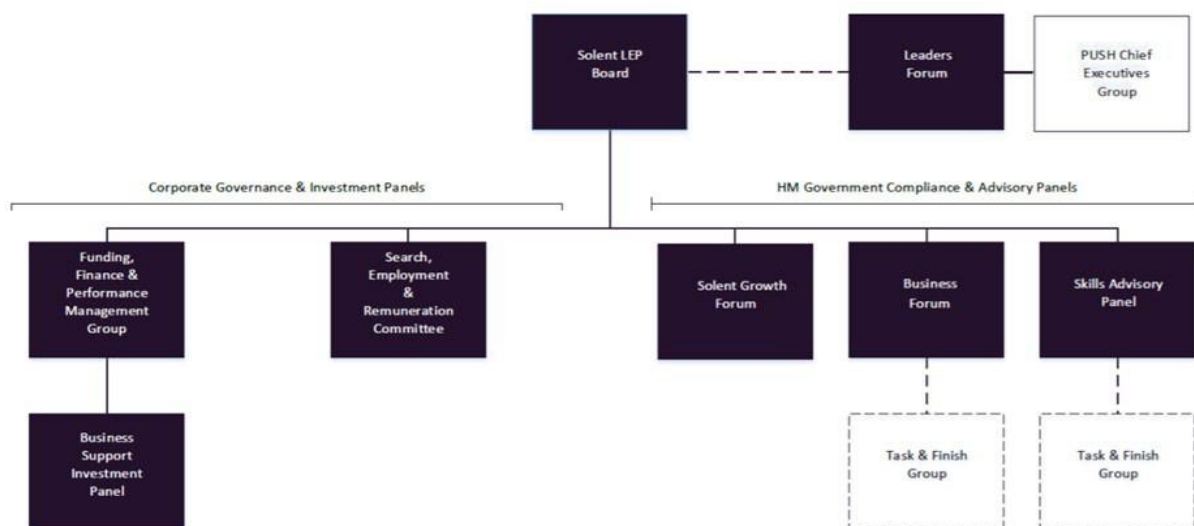 Solent LEP
Board
Leaders
Forum
PUSH Chief
Executives
Group
Corporate Governance & Investment Panels
HM Government Compliance & Advisory Panels
Funding,
Finance &
Performance
Management
Group
Search,
Employment
&
Remuneration
Committee
Solent Growth
Forum
Business
Forum
Skills Advisory
Panel
Business
Support
Investment
Panel
Task & Finish
Group
Task & Finish
Group